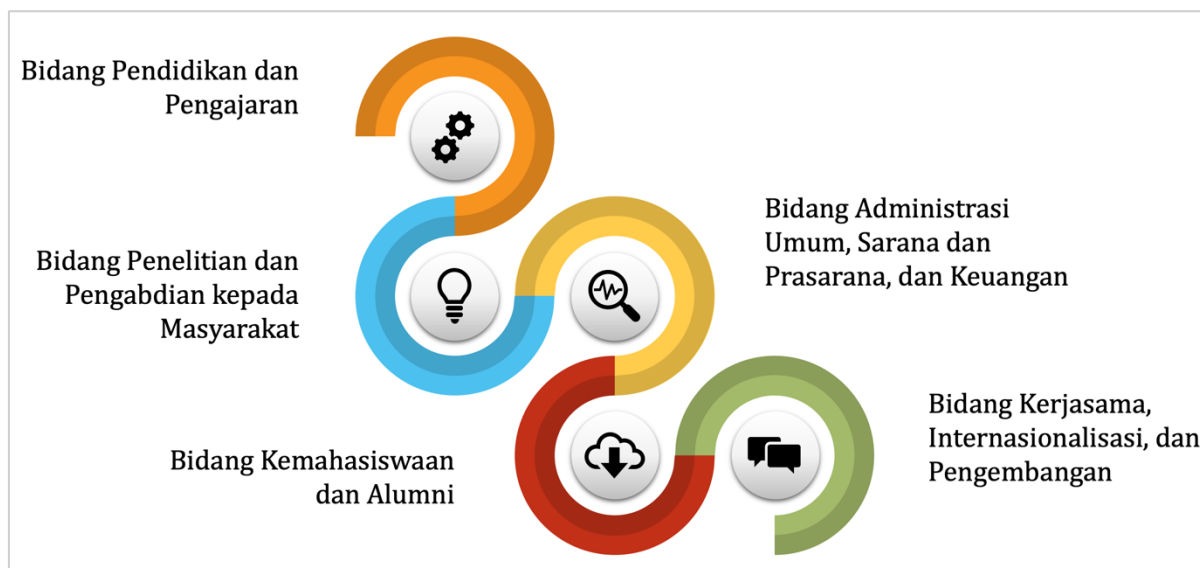 Bidang Pendidikan dan
Pengajaran
Bidang Penelitian dan
Pengabdian kepada
Masyarakat
Bidang Administrasi
Umum, Sarana dan
Prasarana, dan Keuangan
Bidang Kemahasiswaan
dan Alumni
Bidang Kerjasama,
Internasionalisasi, dan
Pengembangan